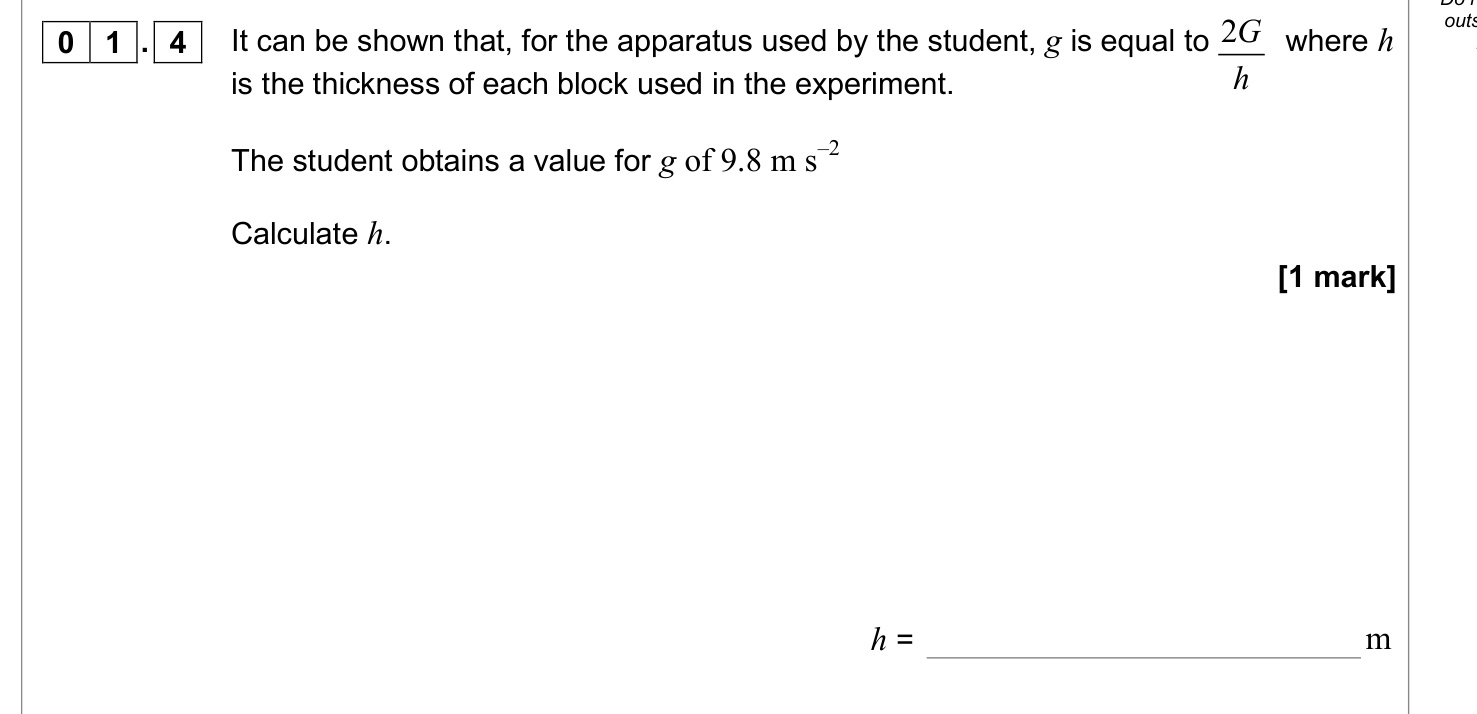 outs
0 1 . 4 It can be shown that, for the apparatus used by the student, g is equal to 2G/h where h
is the thickness of each block used in the experiment.
The student obtains a value for g of 9.8 m s⁻²
Calculate h.
[1 mark]
h = ____________________ m